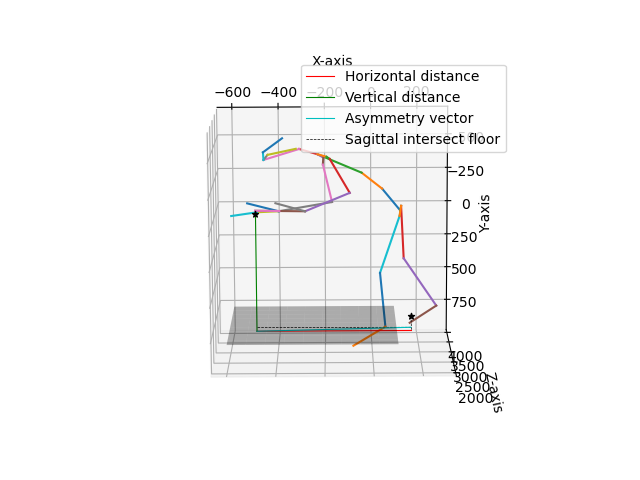 X-axis
Horizontal distance
Vertical distance
Asymmetry vector
Sagittal intersect floor
−600
−400
−200
0
200
−250
0
250
500
750
Y-axis
4000
3500
3000
2500
2000
Z-axis